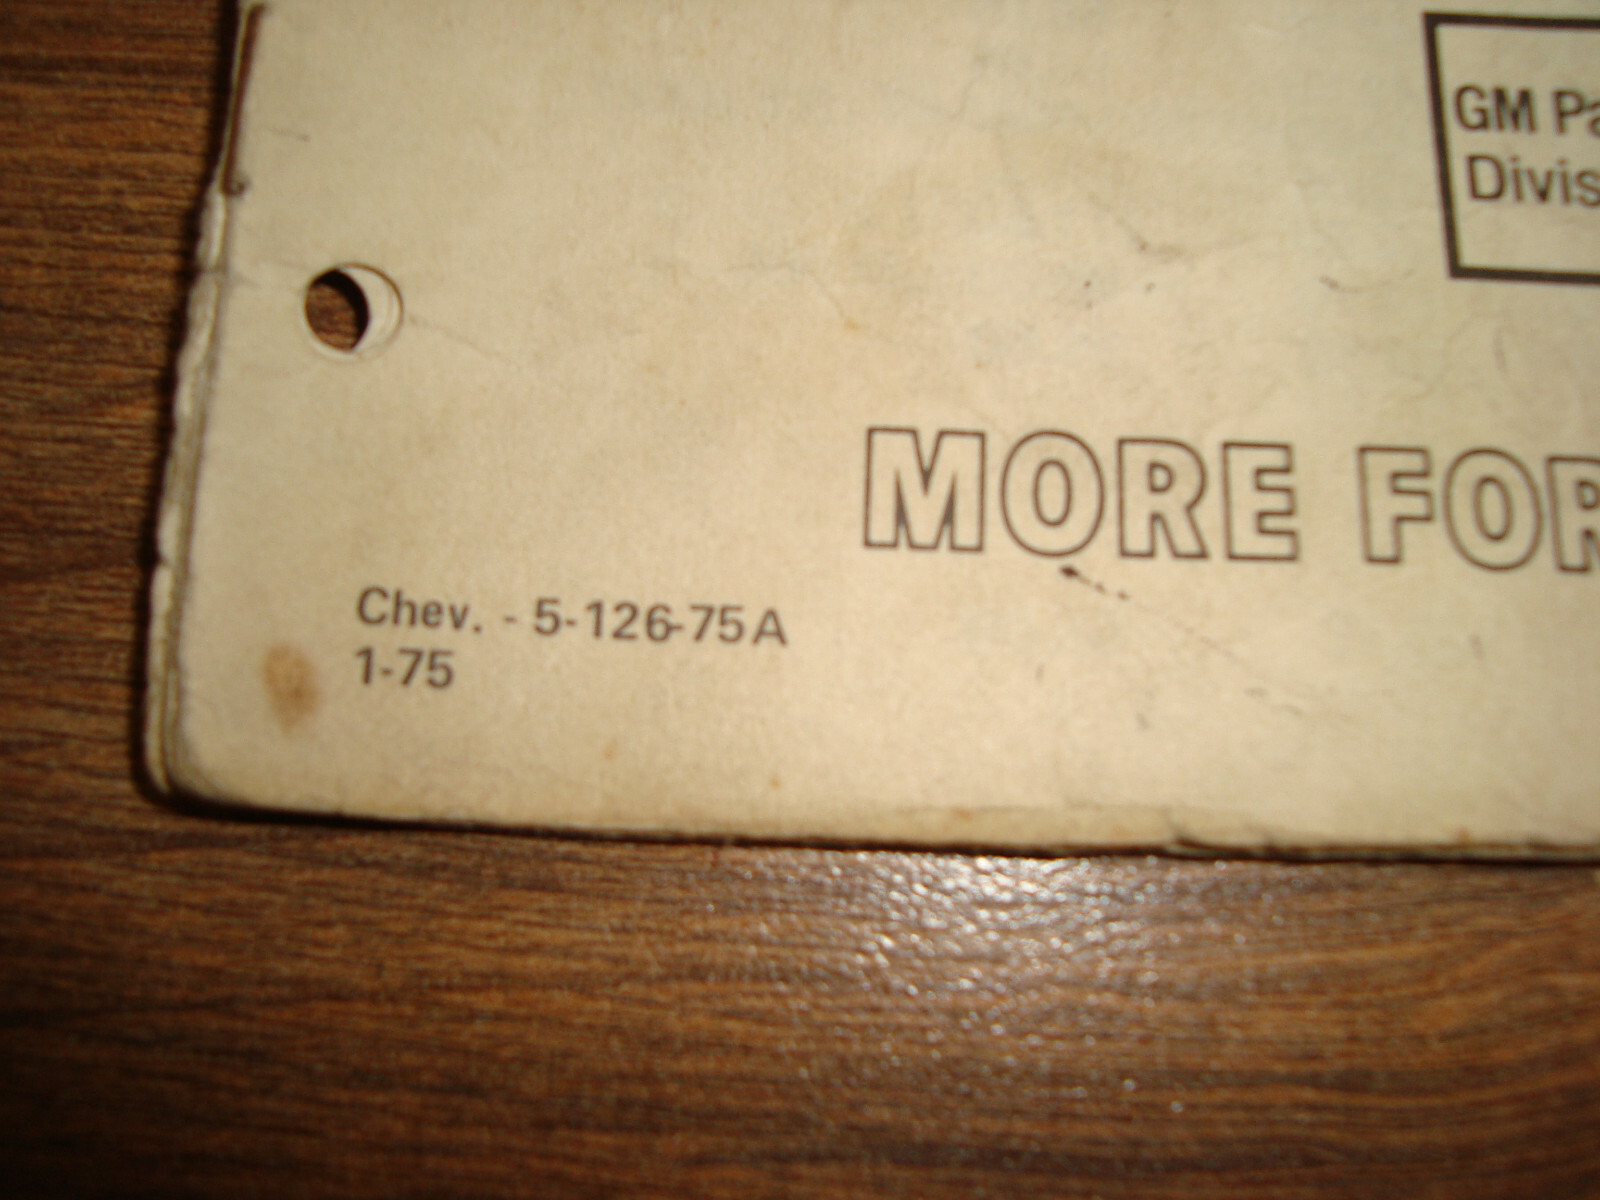 GM Pa
Divis
MORE FOR
Chev. - 5-126-75A
1-75